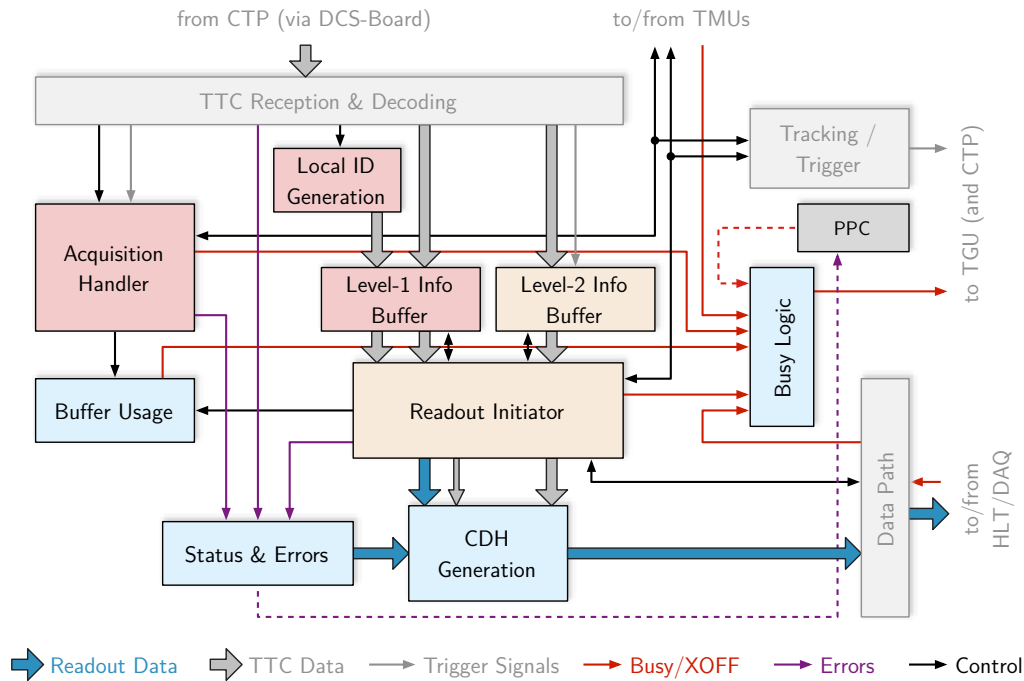 from CTP (via DCS-Board)
to/from TMUs
TTC Reception & Decoding
Tracking /
Trigger
to TGU (and CTP)
Local ID
Generation
Acquisition
Handler
PPC
Level-1 Info
Buffer
Level-2 Info
Buffer
Busy Logic
Buffer Usage
Readout Initiator
Data Path
to/from
HLT/DAQ
Status & Errors
CDH
Generation
Readout Data
TTC Data
Trigger Signals
Busy/XOFF
Errors
Control